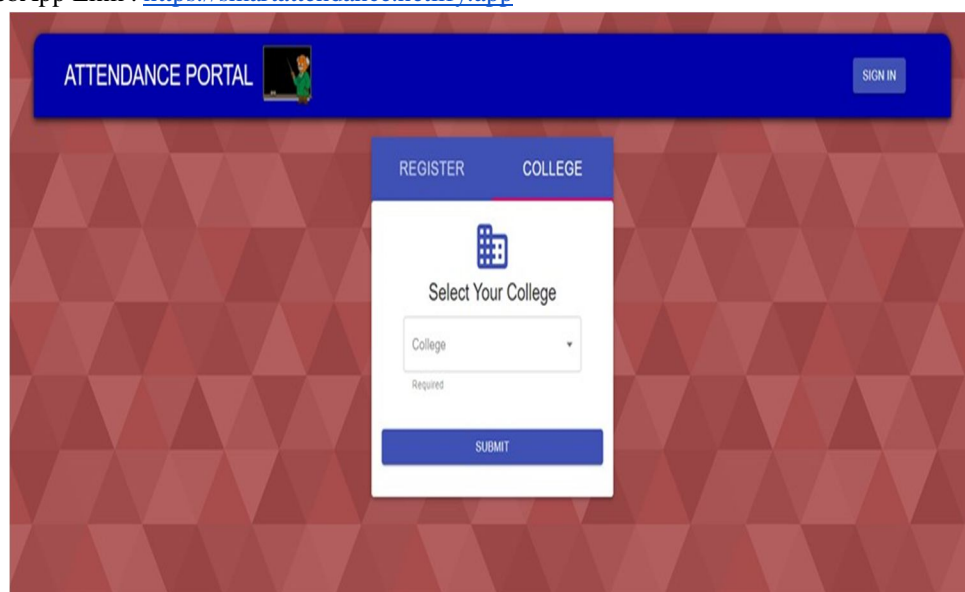 ATTENDANCE PORTAL
SIGN IN
REGISTER COLLEGE
Select Your College
College
Required
SUBMIT